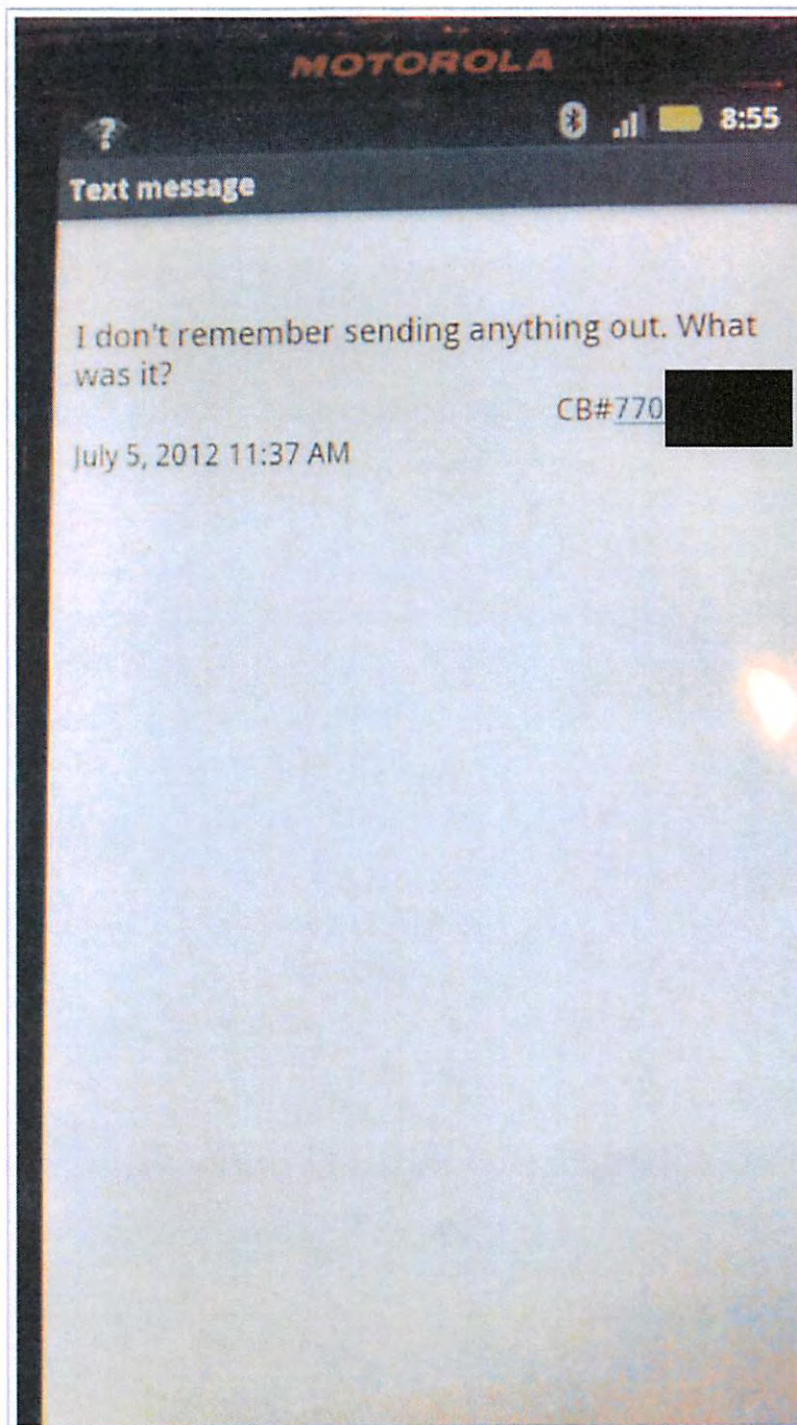 MOTOROLA
8:55
Text message
I don't remember sending anything out. What
was it?
CB#770
July 5, 2012 11:37 AM